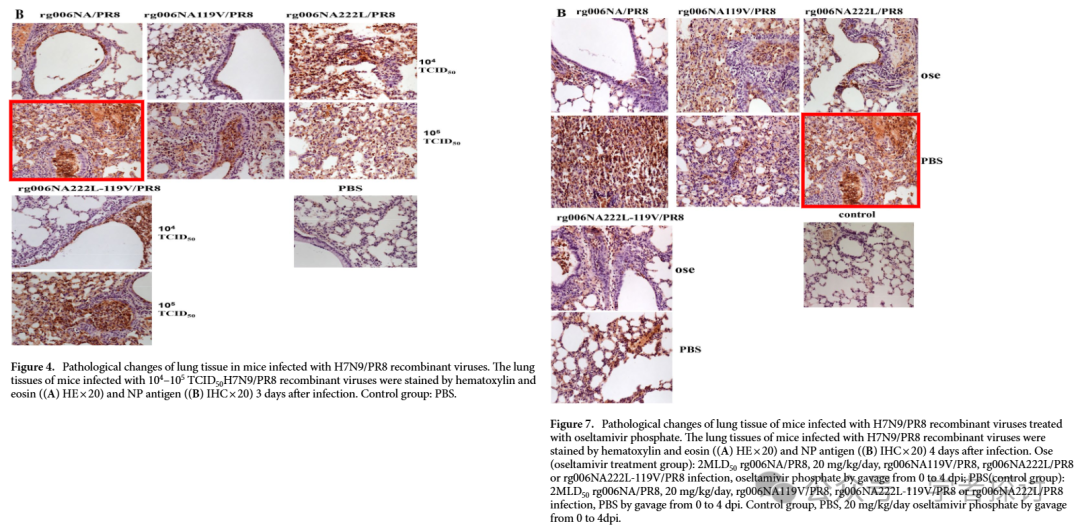 B
rg006NA/PR8 rg006NA119V/PR8 rg006NA222L/PR8
10⁴
TCID₅₀
10⁵
TCID₅₀
rg006NA222L-119V/PR8 PBS
10⁴
TCID₅₀
10⁵
TCID₅₀
Figure 4. Pathological changes of lung tissue in mice infected with H7N9/PR8 recombinant viruses. The lung
tissues of mice infected with 10⁴–10⁵ TCID₅₀H7N9/PR8 recombinant viruses were stained by hematoxylin and
eosin ((A) HE×20) and NP antigen ((B) IHC×20) 3 days after infection. Control group: PBS.
B
rg006NA/PR8 rg006NA119V/PR8 rg006NA222L/PR8
ose
PBS
rg006NA222L-119V/PR8 control
ose
PBS
Figure 7. Pathological changes of lung tissue of mice infected with H7N9/PR8 recombinant viruses treated
with oseltamivir phosphate. The lung tissues of mice infected with H7N9/PR8 recombinant viruses were
stained by hematoxylin and eosin ((A) HE×20) and NP antigen ((B) IHC×20) 4 days after infection. Ose
(oseltamivir treatment group): 2MLD₅₀ rg006NA/PR8, 20 mg/kg/day, rg006NA119V/PR8, rg006NA222L/PR8
or rg006NA222L-119V/PR8 infection, oseltamivir phosphate by gavage from 0 to 4 dpi; PBS(control group):
2MLD₅₀ rg006NA/PR8, 20 mg/kg/day, rg006NA119V/PR8, rg006NA222L-119V/PR8 or rg006NA222L/PR8
infection, PBS by gavage from 0 to 4 dpi. Control group, PBS, 20 mg/kg/day oseltamivir phosphate by gavage
from 0 to 4dpi.
公众号 · 学者探讨